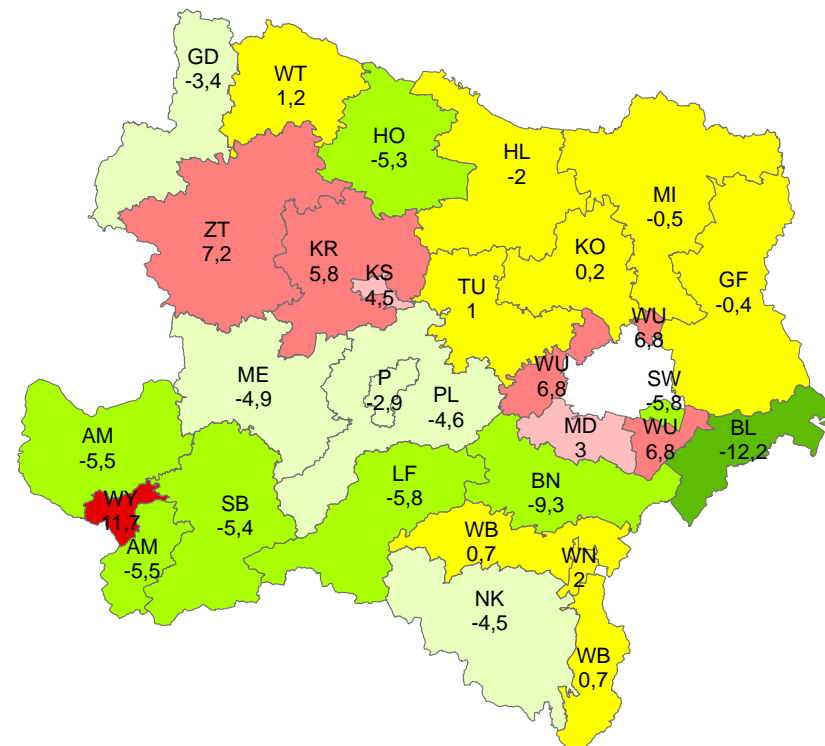 GD
-3,4
WT
1,2
HO
-5,3
HL
-2
MI
-0,5
ZT
7,2
KR
5,8
KS
4,5
KO
0,2
GF
-0,4
TU
1
WU
6,8
WU
6,8
SW
-5,8
ME
-4,9
P
-2,9
PL
-4,6
MD
3
WU
6,8
BL
-12,2
AM
-5,5
LF
-5,8
BN
-9,3
WY
11,7
SB
-5,4
AM
-5,5
WB
0,7
WN
2
NK
-4,5
WB
0,7